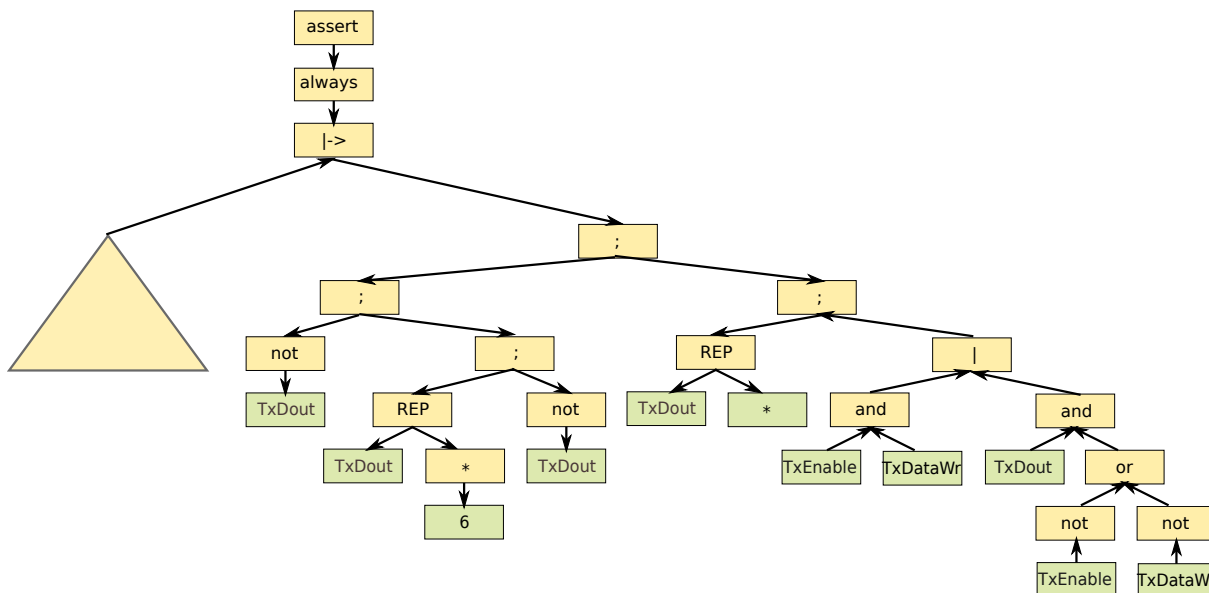 assert
always
|->
;
; ;
not ; REP |
TxDout REP not TxDout * and and
TxDout * TxDout TxEnable TxDataWr TxDout or
6 not not
TxEnable TxDataW